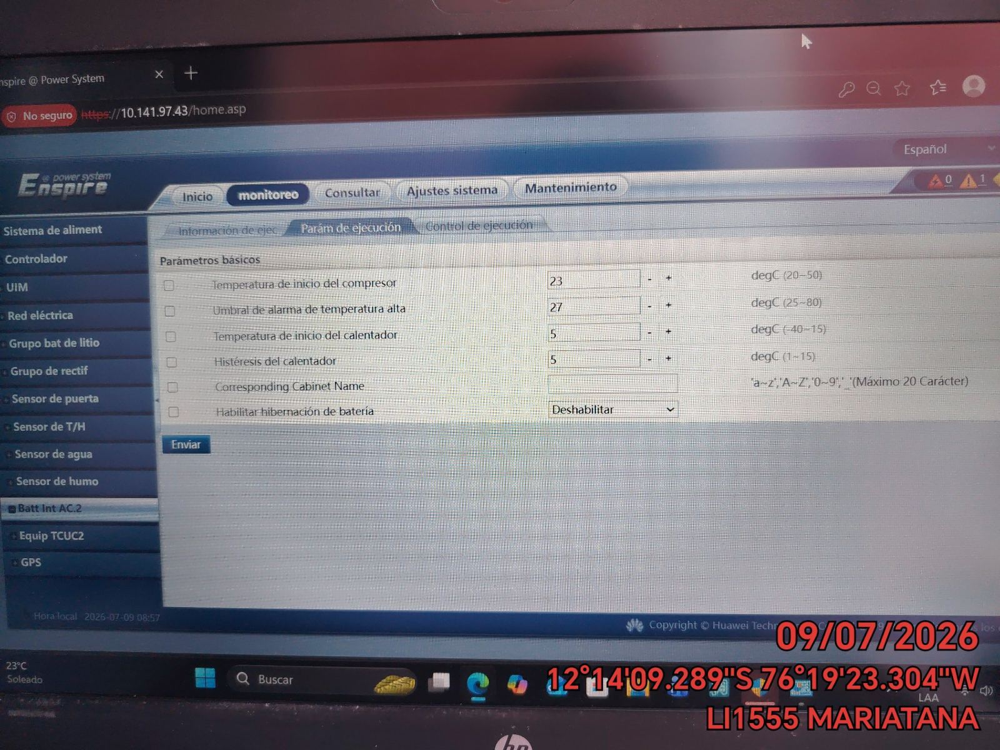 nspire @ Power System
No seguro https://10.141.97.43/home.asp
Español
Enspire @ power system
Inicio monitoreo Consultar Ajustes sistema Mantenimiento
0 1
Información de ejec Parám de ejecución Control de ejecución
Sistema de aliment
Controlador
UIM
Red eléctrica
Grupo bat de litio
Grupo de rectif
Sensor de puerta
Sensor de T/H
Sensor de agua
Sensor de humo
Batt Int AC.2
Equip TCUC2
GPS
Parámetros básicos
Temperatura de inicio del compresor 23 - + degC (20~50)
Umbral de alarma de temperatura alta 27 - + degC (25~80)
Temperatura de inicio del calentador 5 - + degC (-40~15)
Histéresis del calentador 5 - + degC (1~15)
Corresponding Cabinet Name 'a~z','A~Z','0~9','_'(Máximo 20 Carácter)
Habilitar hibernación de batería Deshabilitar
Enviar
Hora local 2026-07-09 08:57
Copyright © Huawei Techn
09/07/2026
12°14'09.289"S 76°19'23.304"W
LI1555 MARIATANA
23°C
Soleado
Buscar
LAA
hp